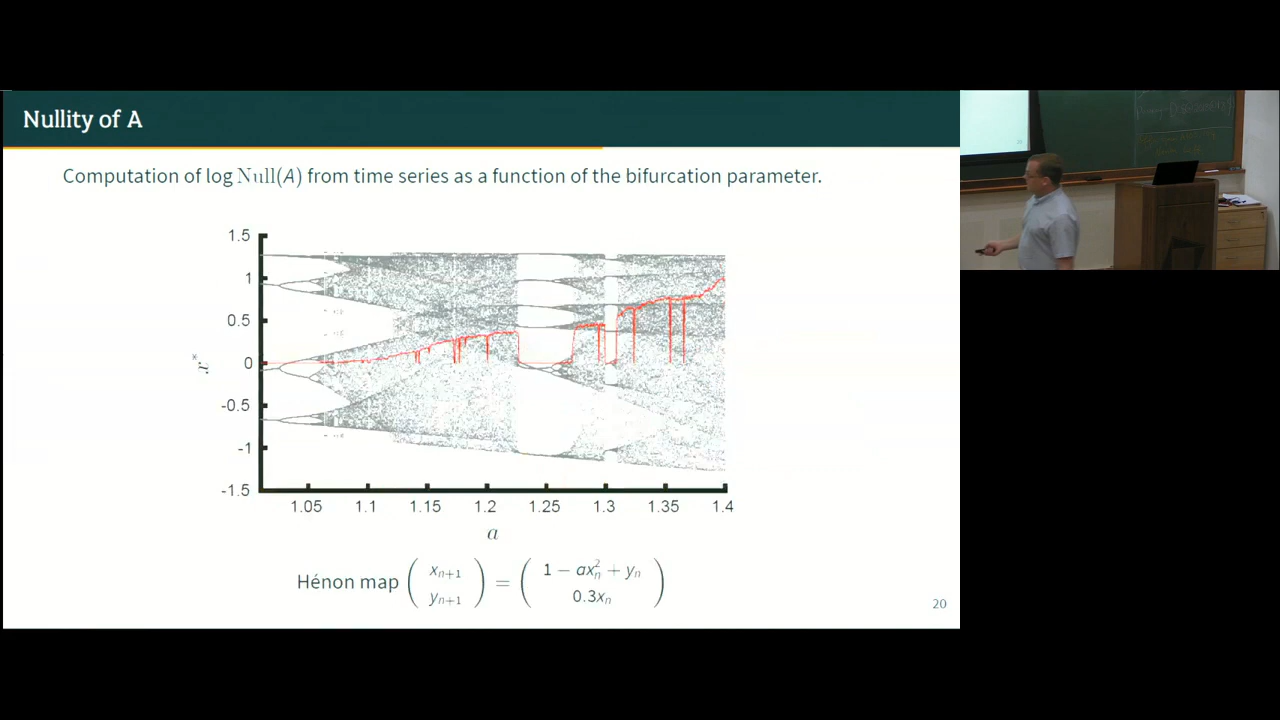 Nullity of A
Computation of log Null(A) from time series as a function of the bifurcation parameter.
1.5
1
0.5
0
-0.5
-1
-1.5
x*
1.05 1.1 1.15 1.2 1.25 1.3 1.35 1.4
a
Hénon map ( x_{n+1} ) = ( 1 − ax_n^2 + y_n )
( y_{n+1} ) ( 0.3x_n )
20